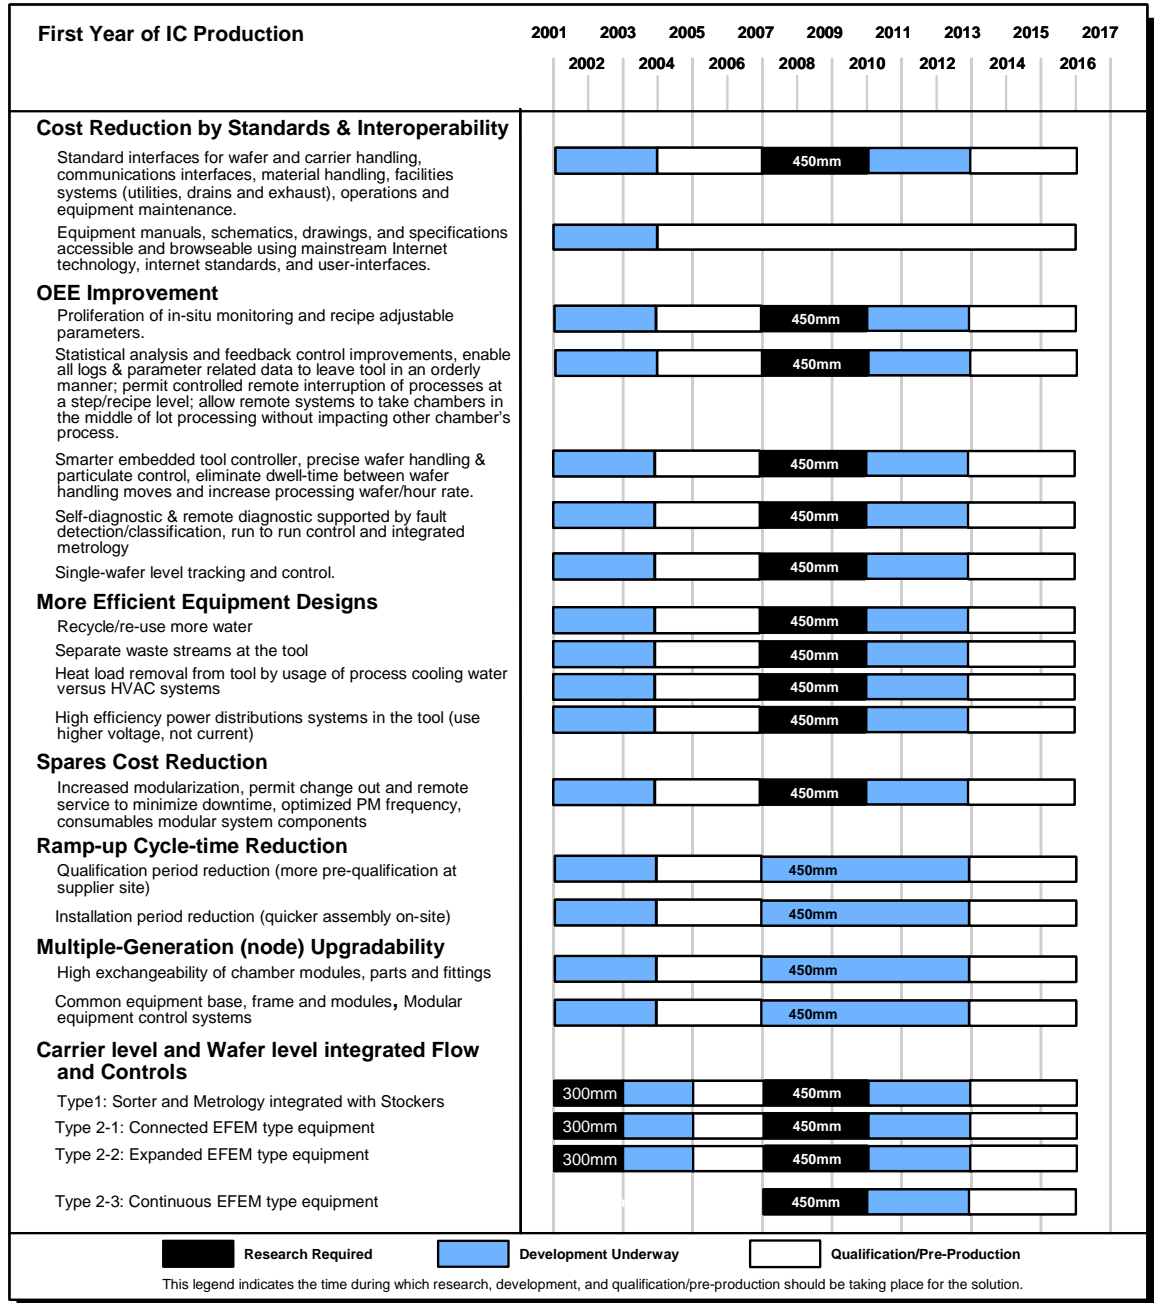 First Year of IC Production
2001 2003 2005 2007 2009 2011 2013 2015 2017
2002 2004 2006 2008 2010 2012 2014 2016
Cost Reduction by Standards & Interoperability
Standard interfaces for wafer and carrier handling,
communications interfaces, material handling, facilities
systems (utilities, drains and exhaust), operations and
equipment maintenance.
450mm
Equipment manuals, schematics, drawings, and specifications
accessible and browseable using mainstream Internet
technology, internet standards, and user-interfaces.
OEE Improvement
Proliferation of in-situ monitoring and recipe adjustable
parameters.
450mm
Statistical analysis and feedback control improvements, enable
all logs & parameter related data to leave tool in an orderly
manner; permit controlled remote interruption of processes at
a step/recipe level; allow remote systems to take chambers in
the middle of lot processing without impacting other chamber's
process.
450mm
Smarter embedded tool controller, precise wafer handling &
particulate control, eliminate dwell-time between wafer
handling moves and increase processing wafer/hour rate.
450mm
Self-diagnostic & remote diagnostic supported by fault
detection/classification, run to run control and integrated
metrology
450mm
Single-wafer level tracking and control.
450mm
More Efficient Equipment Designs
Recycle/re-use more water
450mm
Separate waste streams at the tool
450mm
Heat load removal from tool by usage of process cooling water
versus HVAC systems
450mm
High efficiency power distributions systems in the tool (use
higher voltage, not current)
450mm
Spares Cost Reduction
Increased modularization, permit change out and remote
service to minimize downtime, optimized PM frequency,
consumables modular system components
450mm
Ramp-up Cycle-time Reduction
Qualification period reduction (more pre-qualification at
supplier site)
450mm
Installation period reduction (quicker assembly on-site)
450mm
Multiple-Generation (node) Upgradability
High exchangeability of chamber modules, parts and fittings
450mm
Common equipment base, frame and modules, Modular
equipment control systems
450mm
Carrier level and Wafer level integrated Flow
and Controls
Type1: Sorter and Metrology integrated with Stockers
300mm 450mm
Type 2-1: Connected EFEM type equipment
300mm 450mm
Type 2-2: Expanded EFEM type equipment
300mm 450mm
Type 2-3: Continuous EFEM type equipment
450mm
Research Required Development Underway Qualification/Pre-Production
This legend indicates the time during which research, development, and qualification/pre-production should be taking place for the solution.